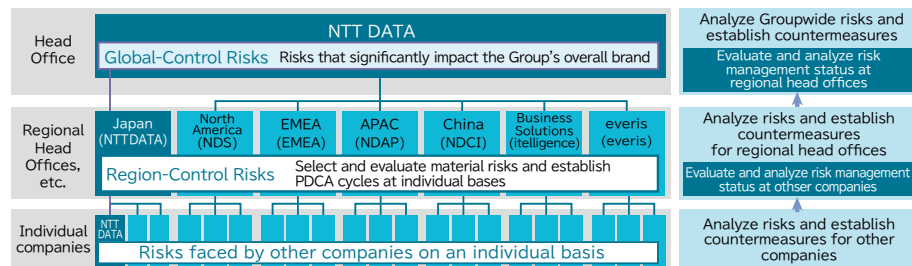 Head
Office
NTT DATA
Global-Control Risks Risks that significantly impact the Group's overall brand
Regional
Head
Offices,
etc.
Japan
(NTTDATA)
North
America
(NDS)
EMEA
(EMEA)
APAC
(NDAP)
China
(NDCI)
Business
Solutions
(itelligence)
everis
(everis)
Region-Control Risks
Select and evaluate material risks and establish
PDCA cycles at individual bases
Individual
companies
NTT
DATA
Risks faced by other companies on an individual basis
Analyze Groupwide risks and
establish countermeasures
Evaluate and analyze risk
management status at
regional head offices
Analyze risks and establish
countermeasures
for regional head offices
Evaluate and analyze risk management
status at otheer companies
Analyze risks and establish
countermeasures for other
companies